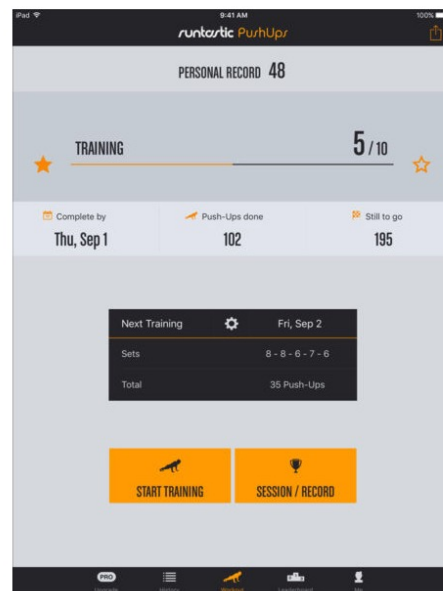 iPad 9:41 AM 100%
runtastic PushUps
PERSONAL RECORD 48
TRAINING 5 / 10
Complete by Push-Ups done Still to go
Thu, Sep 1 102 195
Next Training Fri, Sep 2
Sets 8 - 8 - 6 - 7 - 6
Total 35 Push-Ups
START TRAINING SESSION / RECORD
PRO